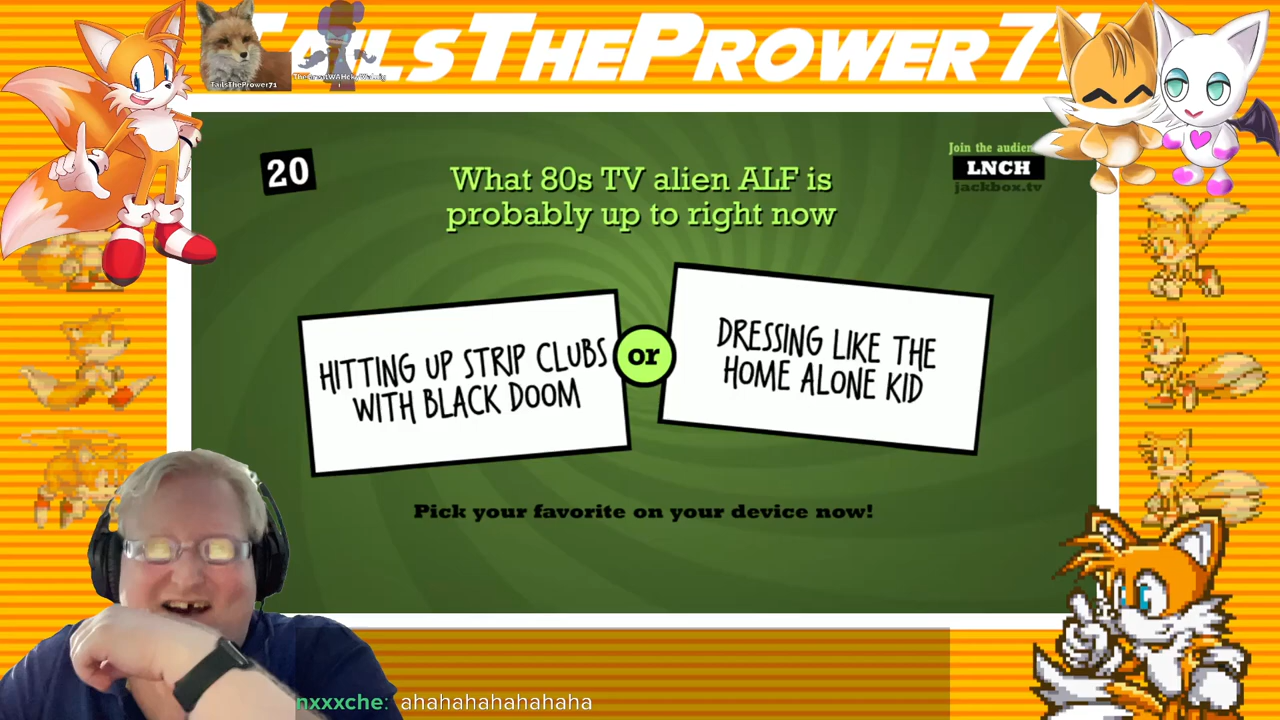 TailsThePrower71
TailsThePrower71
20
What 80s TV alien ALF is
probably up to right now
Join the audien
LNCH
jackbox.tv
HITTING UP STRIP CLUBS
WITH BLACK DOOM
or
DRESSING LIKE THE
HOME ALONE KID
Pick your favorite on your device now!
nxxxche: ahahahahahahaha